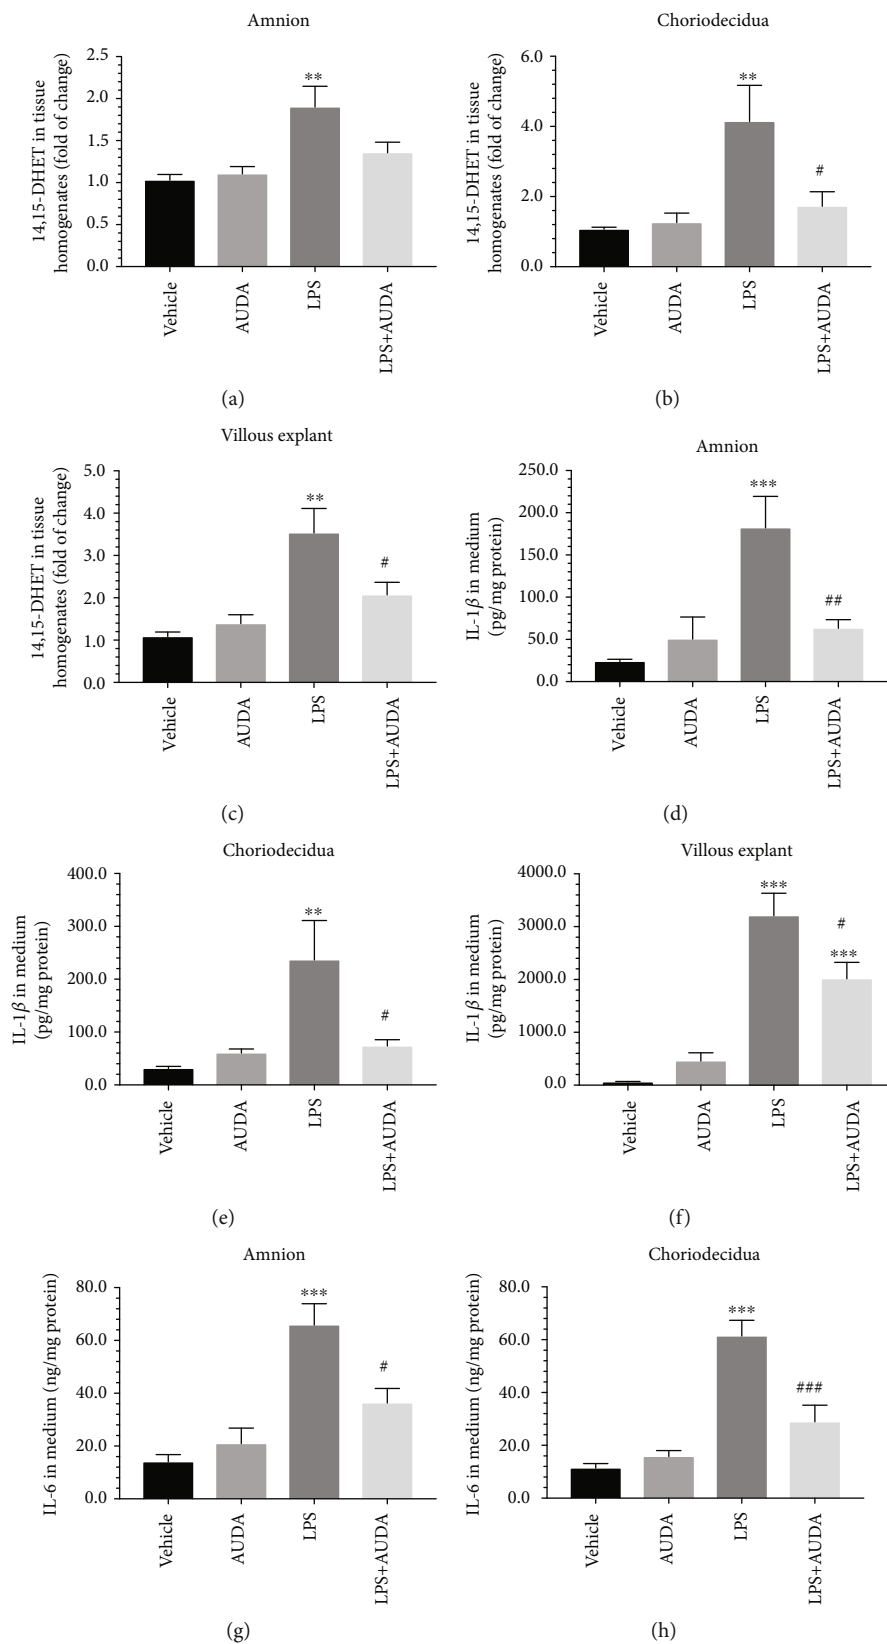 Amnion
14,15-DHET in tissue
homogenates (fold of change)
2.5
2.0
1.5
1.0
0.5
0.0
**
Vehicle
AUDA
LPS
LPS+AUDA
(a)
Choriodecidua
14,15-DHET in tissue
homogenates (fold of change)
6.0
4.0
2.0
0.0
**
#
Vehicle
AUDA
LPS
LPS+AUDA
(b)
Villous explant
14,15-DHET in tissue
homogenates (fold of change)
5.0
4.0
3.0
2.0
1.0
0.0
**
#
Vehicle
AUDA
LPS
LPS+AUDA
(c)
Amnion
IL-1β in medium
(pg/mg protein)
250.0
200.0
150.0
100.0
50.0
0.0
***
##
Vehicle
AUDA
LPS
LPS+AUDA
(d)
Choriodecidua
IL-1β in medium
(pg/mg protein)
400.0
300.0
200.0
100.0
0.0
**
#
Vehicle
AUDA
LPS
LPS+AUDA
(e)
Villous explant
IL-1β in medium
(pg/mg protein)
4000.0
3000.0
2000.0
1000.0
0.0
***
#
***
Vehicle
AUDA
LPS
LPS+AUDA
(f)
Amnion
IL-6 in medium (ng/mg protein)
80.0
60.0
40.0
20.0
0.0
***
#
Vehicle
AUDA
LPS
LPS+AUDA
(g)
Choriodecidua
IL-6 in medium (ng/mg protein)
80.0
60.0
40.0
20.0
0.0
***
###
Vehicle
AUDA
LPS
LPS+AUDA
(h)